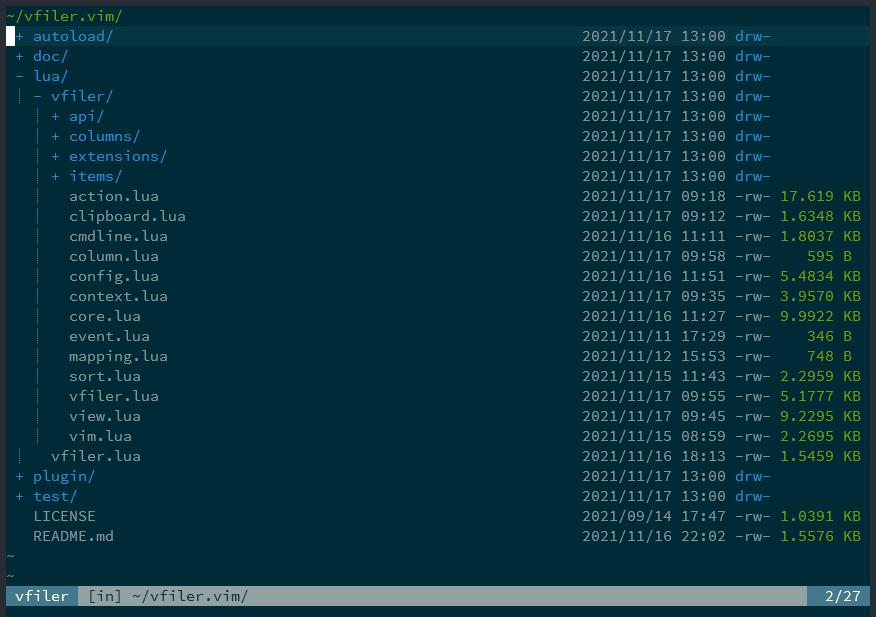 ~/vfiler.vim/
+ autoload/ 2021/11/17 13:00 drw-
+ doc/ 2021/11/17 13:00 drw-
- lua/ 2021/11/17 13:00 drw-
- vfiler/ 2021/11/17 13:00 drw-
+ api/ 2021/11/17 13:00 drw-
+ columns/ 2021/11/17 13:00 drw-
+ extensions/ 2021/11/17 13:00 drw-
+ items/ 2021/11/17 13:00 drw-
action.lua 2021/11/17 09:18 -rw- 17.619 KB
clipboard.lua 2021/11/17 09:12 -rw- 1.6348 KB
cmdline.lua 2021/11/16 11:11 -rw- 1.8037 KB
column.lua 2021/11/17 09:58 -rw- 595 B
config.lua 2021/11/16 11:51 -rw- 5.4834 KB
context.lua 2021/11/17 09:35 -rw- 3.9570 KB
core.lua 2021/11/16 11:27 -rw- 9.9922 KB
event.lua 2021/11/11 17:29 -rw- 346 B
mapping.lua 2021/11/12 15:53 -rw- 748 B
sort.lua 2021/11/15 11:43 -rw- 2.2959 KB
vfiler.lua 2021/11/17 09:55 -rw- 5.1777 KB
view.lua 2021/11/17 09:45 -rw- 9.2295 KB
vim.lua 2021/11/15 08:59 -rw- 2.2695 KB
vfiler.lua 2021/11/16 18:13 -rw- 1.5459 KB
+ plugin/ 2021/11/17 13:00 drw-
+ test/ 2021/11/17 13:00 drw-
LICENSE 2021/09/14 17:47 -rw- 1.0391 KB
README.md 2021/11/16 22:02 -rw- 1.5576 KB
~
~
vfiler [in] ~/vfiler.vim/ 2/27